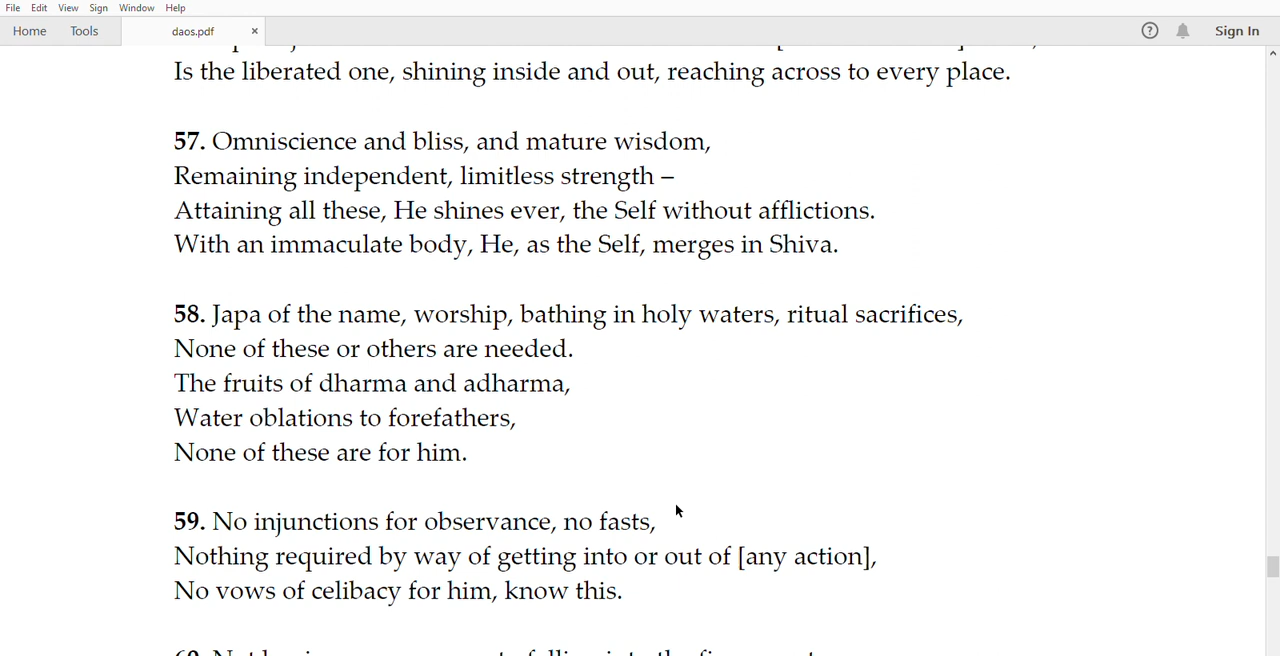 File Edit View Sign Window Help
Home Tools daos.pdf × ? Sign In
Is the liberated one, shining inside and out, reaching across to every place.
57. Omniscience and bliss, and mature wisdom,
Remaining independent, limitless strength –
Attaining all these, He shines ever, the Self without afflictions.
With an immaculate body, He, as the Self, merges in Shiva.
58. Japa of the name, worship, bathing in holy waters, ritual sacrifices,
None of these or others are needed.
The fruits of dharma and adharma,
Water oblations to forefathers,
None of these are for him.
59. No injunctions for observance, no fasts,
Nothing required by way of getting into or out of [any action],
No vows of celibacy for him, know this.